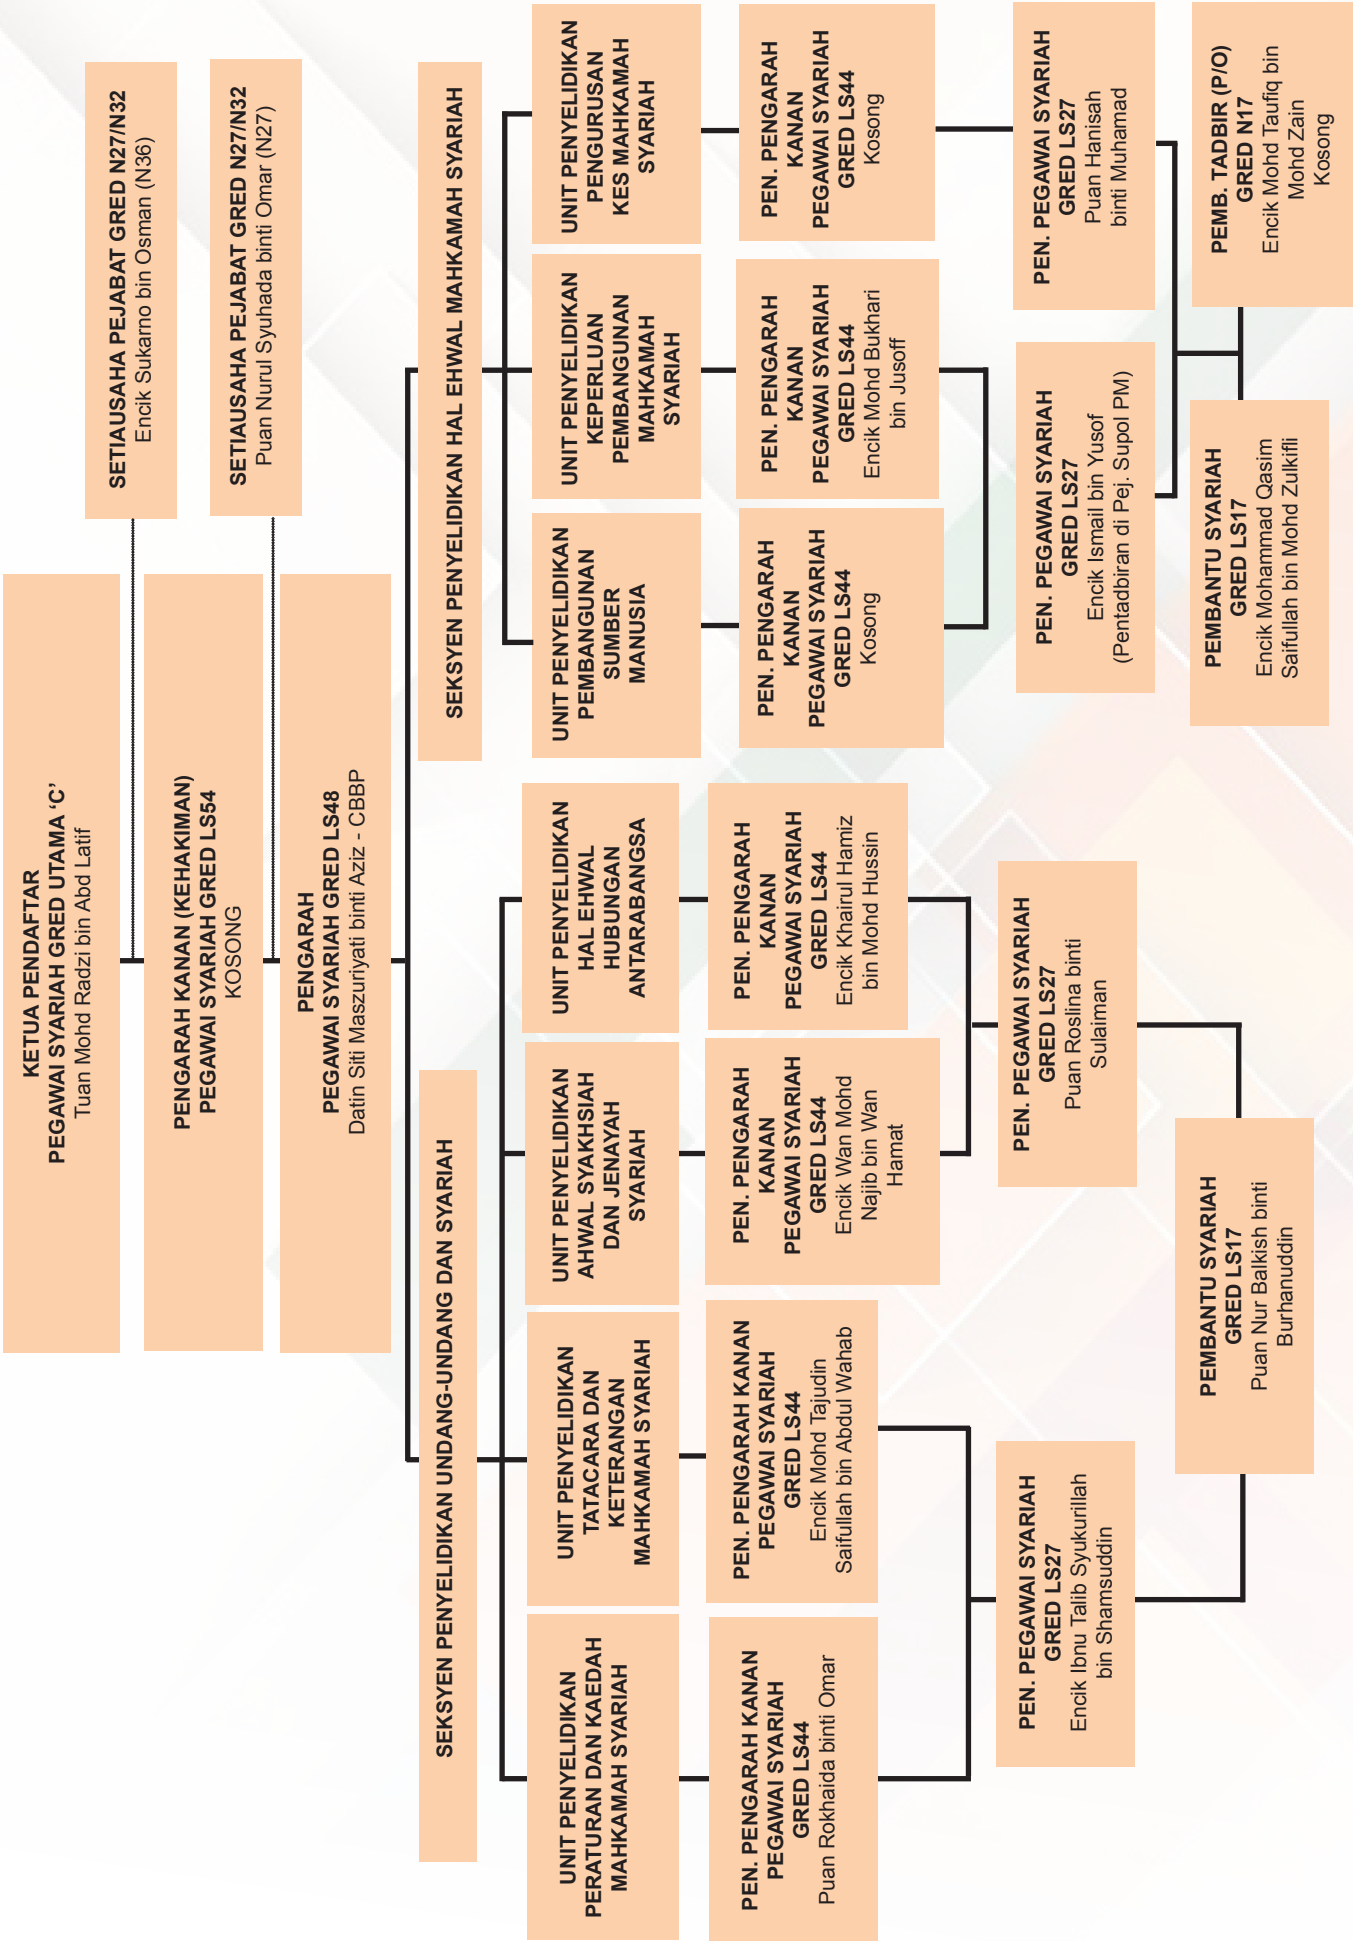 KETUA PENDAFTAR
PEGAWAI SYARIAH GRED UTAMA ‘C’
Tuan Mohd Radzi bin Abd Latif
SETIAUSAHA PEJABAT GRED N27/N32
Encik Sukarno bin Osman (N36)
PENGARAH KANAN (KEHAKIMAN)
PEGAWAI SYARIAH GRED LS54
KOSONG
SETIAUSAHA PEJABAT GRED N27/N32
Puan Nurul Syuhada binti Omar (N27)
PENGARAH
PEGAWAI SYARIAH GRED LS48
Datin Siti Maszuriyati binti Aziz - CBBP
SEKSYEN PENYELIDIKAN UNDANG-UNDANG DAN SYARIAH
SEKSYEN PENYELIDIKAN HAL EHWAL MAHKAMAH SYARIAH
UNIT PENYELIDIKAN
PERATURAN DAN KAEDAH
MAHKAMAH SYARIAH
UNIT PENYELIDIKAN
TATACARA DAN
KETERANGAN
MAHKAMAH SYARIAH
UNIT PENYELIDIKAN
AHWAL SYAKHSIAH
DAN JENAYAH
SYARIAH
UNIT PENYELIDIKAN
HAL EHWAL
HUBUNGAN
ANTARABANGSA
UNIT PENYELIDIKAN
PEMBANGUNAN
SUMBER
MANUSIA
UNIT PENYELIDIKAN
KEPERLUAN
PEMBANGUNAN
MAHKAMAH
SYARIAH
UNIT PENYELIDIKAN
PENGURUSAN
KES MAHKAMAH
SYARIAH
PEN. PENGARAH KANAN
PEGAWAI SYARIAH
GRED LS44
Puan Rokhaida binti Omar
PEN. PENGARAH KANAN
PEGAWAI SYARIAH
GRED LS44
Encik Mohd Tajudin
Saifullah bin Abdul Wahab
PEN. PENGARAH
KANAN
PEGAWAI SYARIAH
GRED LS44
Encik Wan Mohd
Najib bin Wan
Hamat
PEN. PENGARAH
KANAN
PEGAWAI SYARIAH
GRED LS44
Encik Khairul Hamiz
bin Mohd Hussin
PEN. PENGARAH
KANAN
PEGAWAI SYARIAH
GRED LS44
Kosong
PEN. PENGARAH
KANAN
PEGAWAI SYARIAH
GRED LS44
Encik Mohd Bukhari
bin Jusoff
PEN. PENGARAH
KANAN
PEGAWAI SYARIAH
GRED LS44
Kosong
PEN. PEGAWAI SYARIAH
GRED LS27
Encik Ibnu Talib Syukurillah
bin Shamsuddin
PEN. PEGAWAI SYARIAH
GRED LS27
Puan Roslina binti
Sulaiman
PEN. PEGAWAI SYARIAH
GRED LS27
Encik Ismail bin Yusof
(Pentadbiran di Pej. Supol PM)
PEN. PEGAWAI SYARIAH
GRED LS27
Puan Hanisah
binti Muhamad
PEMBANTU SYARIAH
GRED LS17
Puan Nur Balkish binti
Burhanuddin
PEMBANTU SYARIAH
GRED LS17
Encik Mohammad Qasim
Saifullah bin Mohd Zulkifli
PEMB. TADBIR (P/O)
GRED N17
Encik Mohd Taufiq bin
Mohd Zain
Kosong